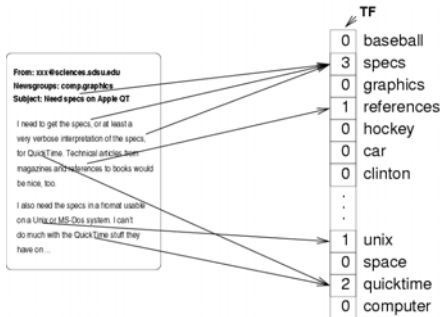 From: xxx@sciences.sdsu.edu
Newsgroups: comp.graphics
Subject: Need specs on Apple QT
I need to get the specs, or at least a
very verbose interpretation of the specs,
for QuickTime. Technical articles from
magazines and references to books would
be nice, too.
I also need the specs in a fromat usable
on a Unix or MS-Dos system. I can't
do much with the QuickTime stuff they
have on ...
TF
0 baseball
3 specs
0 graphics
1 references
0 hockey
0 car
0 clinton
.
.
.
1 unix
0 space
2 quicktime
0 computer